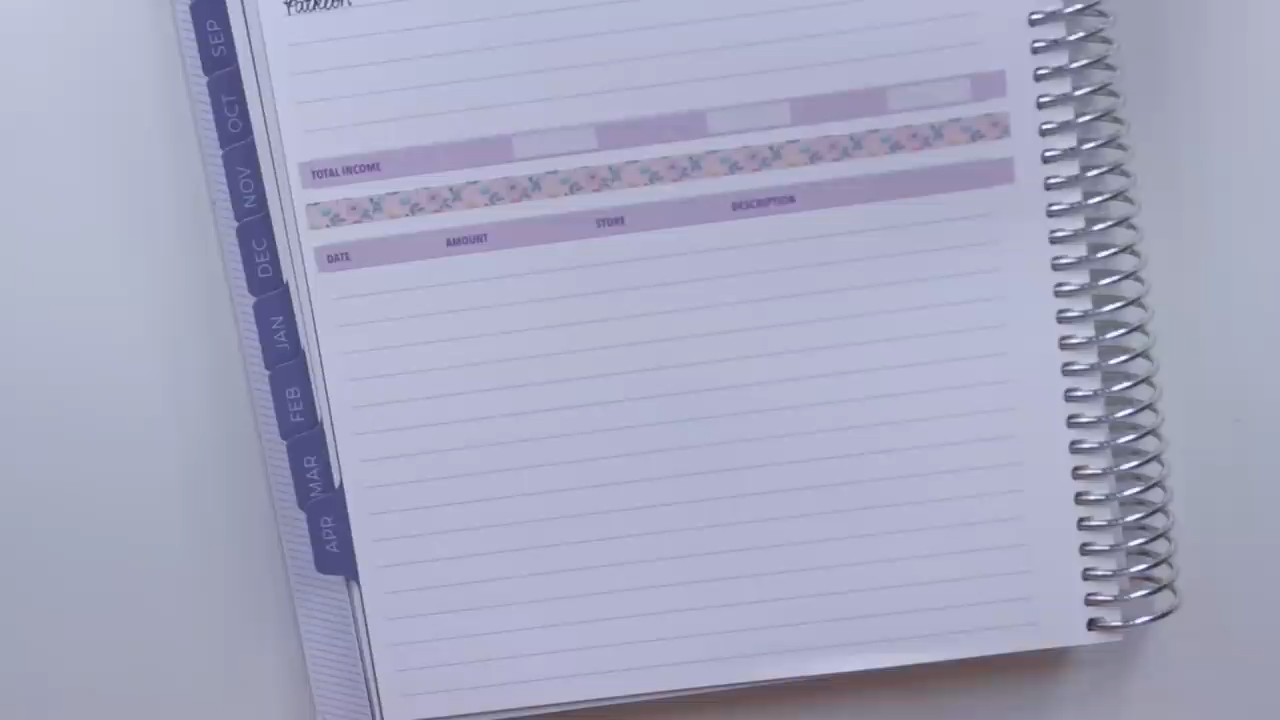 Patreon
TOTAL INCOME
DATE AMOUNT STORE DESCRIPTION
SEP
OCT
NOV
DEC
JAN
FEB
MAR
APR